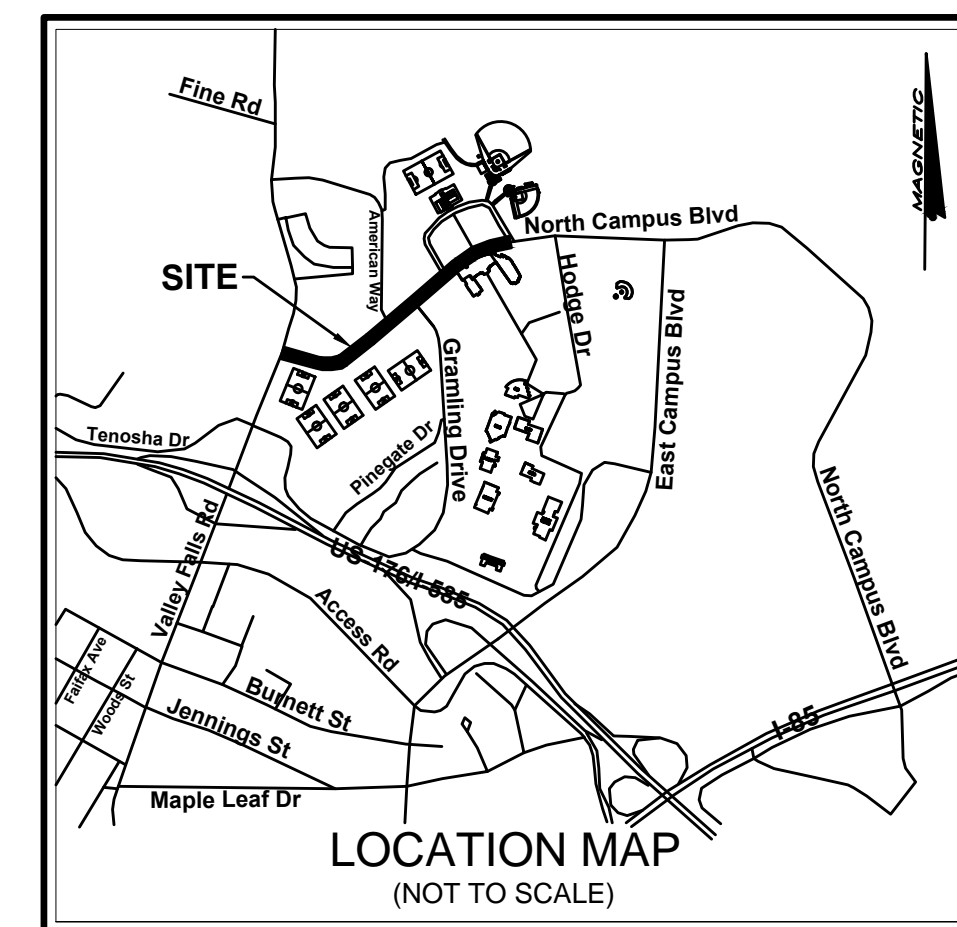 Fine Rd
MAGNETIC
American Way
North Campus Blvd
SITE
Hodge Dr
East Campus Blvd
Gramling Drive
Tenosha Dr
Pinegate Dr
North Campus Blvd
Valley Falls Rd
US 176/I-585
Access Rd
Faifax Ave
Woods St
Burnett St
Jennings St
I-85
Maple Leaf Dr
LOCATION MAP
(NOT TO SCALE)